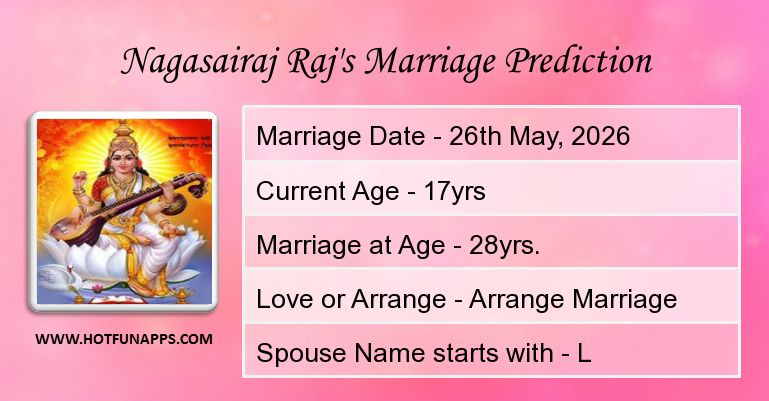 Nagasairaj Raj's Marriage Prediction
Marriage Date - 26th May, 2026
Current Age - 17yrs
Marriage at Age - 28yrs.
Love or Arrange - Arrange Marriage
Spouse Name starts with - L
WWW.HOTFUNAPPS.COM